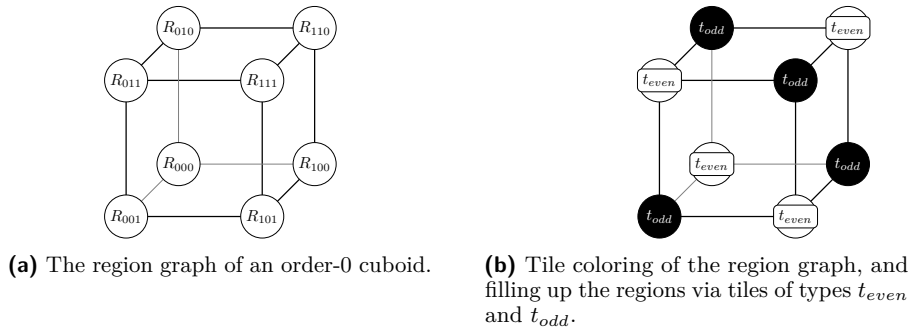 R010 R110
R011 R111
R000 R100
R001 R101
(a) The region graph of an order-0 cuboid.
todd teven
teven todd
teven todd
todd teven
(b) Tile coloring of the region graph, and
filling up the regions via tiles of types teven
and todd.